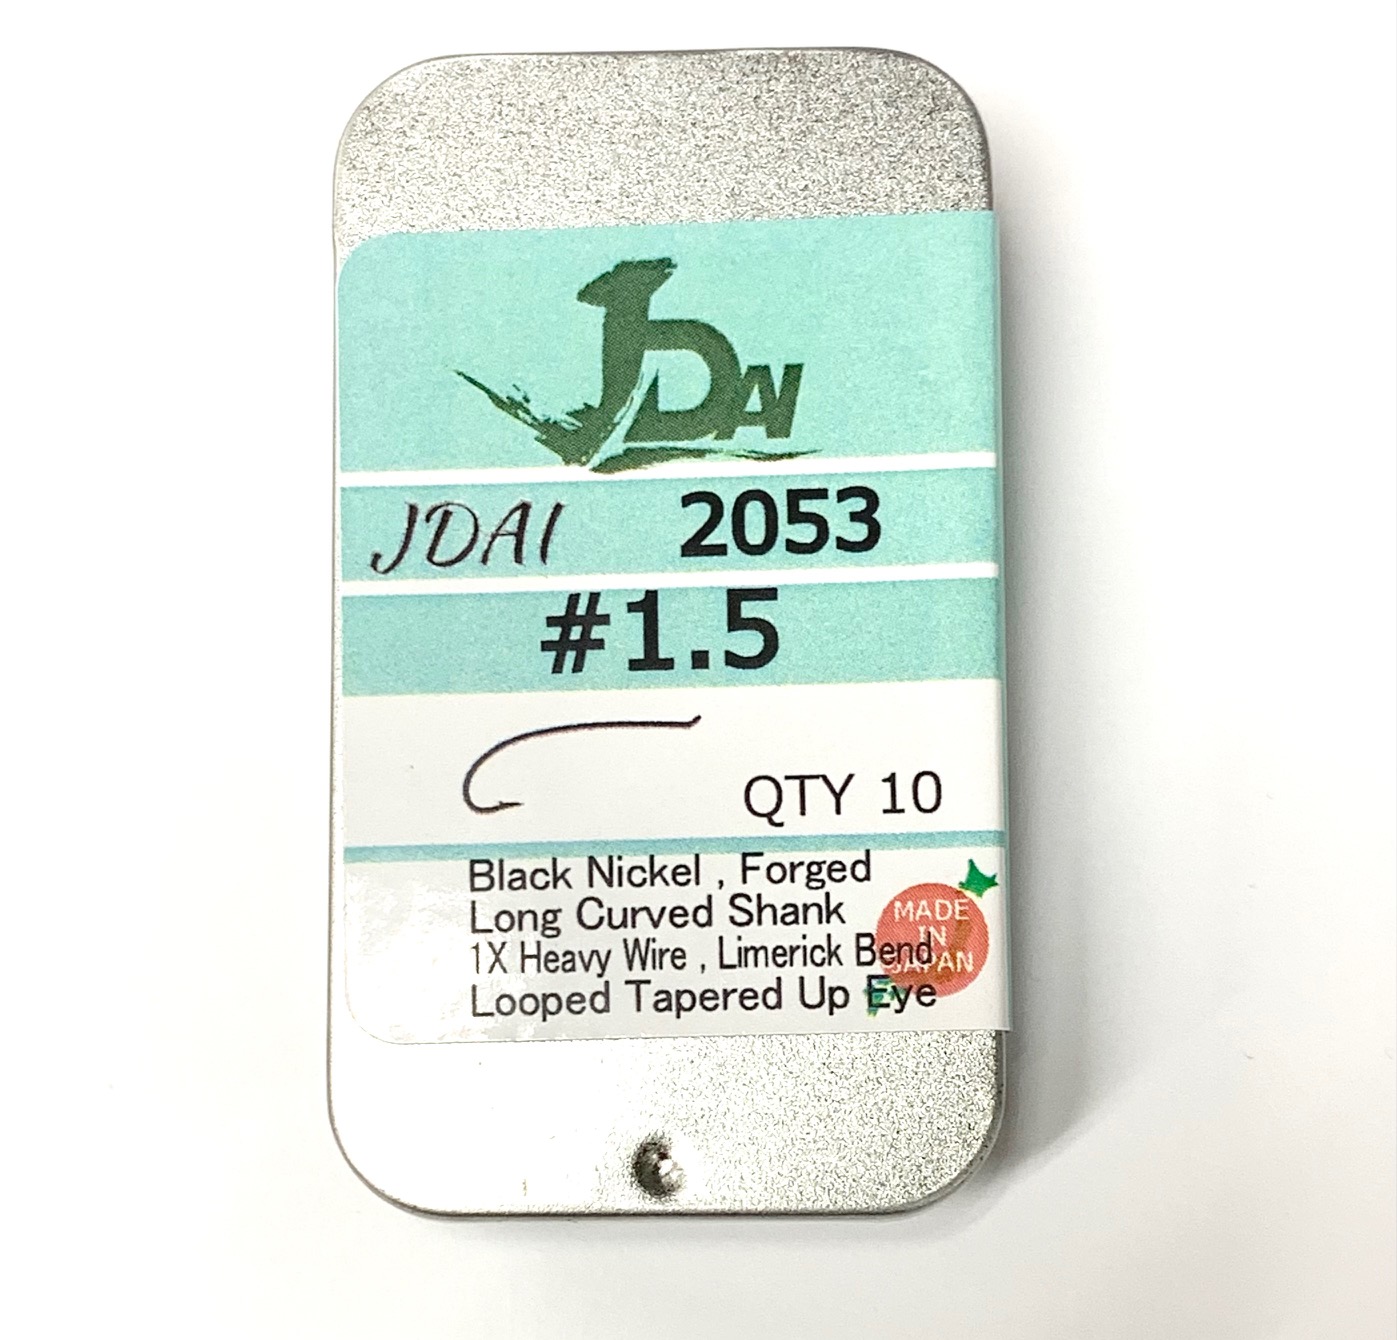 JDAI
JDAI 2053
#1.5
QTY 10
Black Nickel , Forged
Long Curved Shank
1X Heavy Wire , Limerick Bend
Looped Tapered Up Eye
MADE
IN
JAPAN